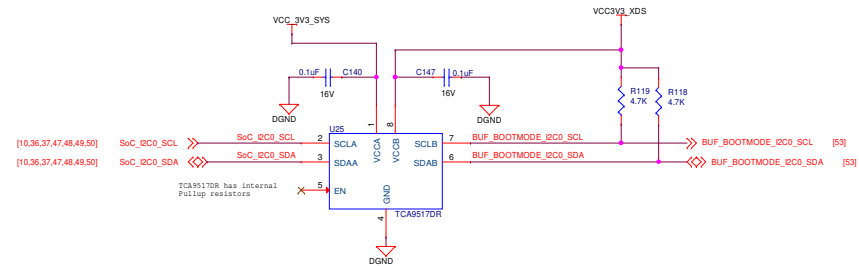 VCC_3V3_SYS
VCC3V3_XDS
0.1uF
C140
16V
C147
0.1uF
16V
R119
4.7K
R118
4.7K
DGND
DGND
U25
1
8
[10,36,37,47,48,49,50]
SoC_I2C0_SCL
SoC_I2C0_SCL
2
SCLA
VCCA
VCCB
SCLB
7
BUF_BOOTMODE_I2C0_SCL
BUF_BOOTMODE_I2C0_SCL
[53]
[10,36,37,47,48,49,50]
SoC_I2C0_SDA
SoC_I2C0_SDA
3
SDAA
SDAB
6
BUF_BOOTMODE_I2C0_SDA
BUF_BOOTMODE_I2C0_SDA
[53]
TCA9517DR has internal
Pullup resistors
5
EN
GND
4
TCA9517DR
DGND